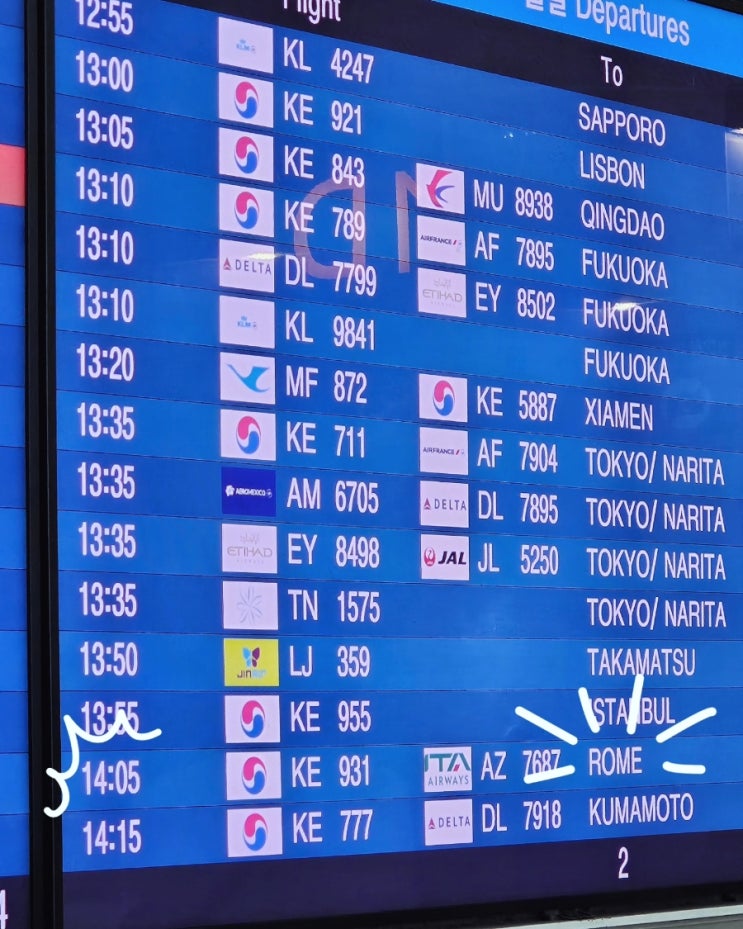 Departures
Flight To
12:55 KLM KL 4247 SAPPORO
13:00 KE 921 LISBON
13:05 KE 843 MU 8938 QINGDAO
13:10 KE 789 AIRFRANCE AF 7895 FUKUOKA
13:10 DELTA DL 7799 ETIHAD EY 8502 FUKUOKA
13:10 KLM KL 9841 FUKUOKA
13:20 MF 872 KE 5887 XIAMEN
13:35 KE 711 AIRFRANCE AF 7904 TOKYO/ NARITA
13:35 AEROMEXICO AM 6705 DELTA DL 7895 TOKYO/ NARITA
13:35 ETIHAD EY 8498 JAL JL 5250 TOKYO/ NARITA
13:35 TN 1575 TOKYO/ NARITA
13:50 JINAIR LJ 359 TAKAMATSU
13:55 KE 955 ISTANBUL
14:05 KE 931 ITA AIRWAYS AZ 7687 ROME
14:15 KE 777 DELTA DL 7918 KUMAMOTO
2